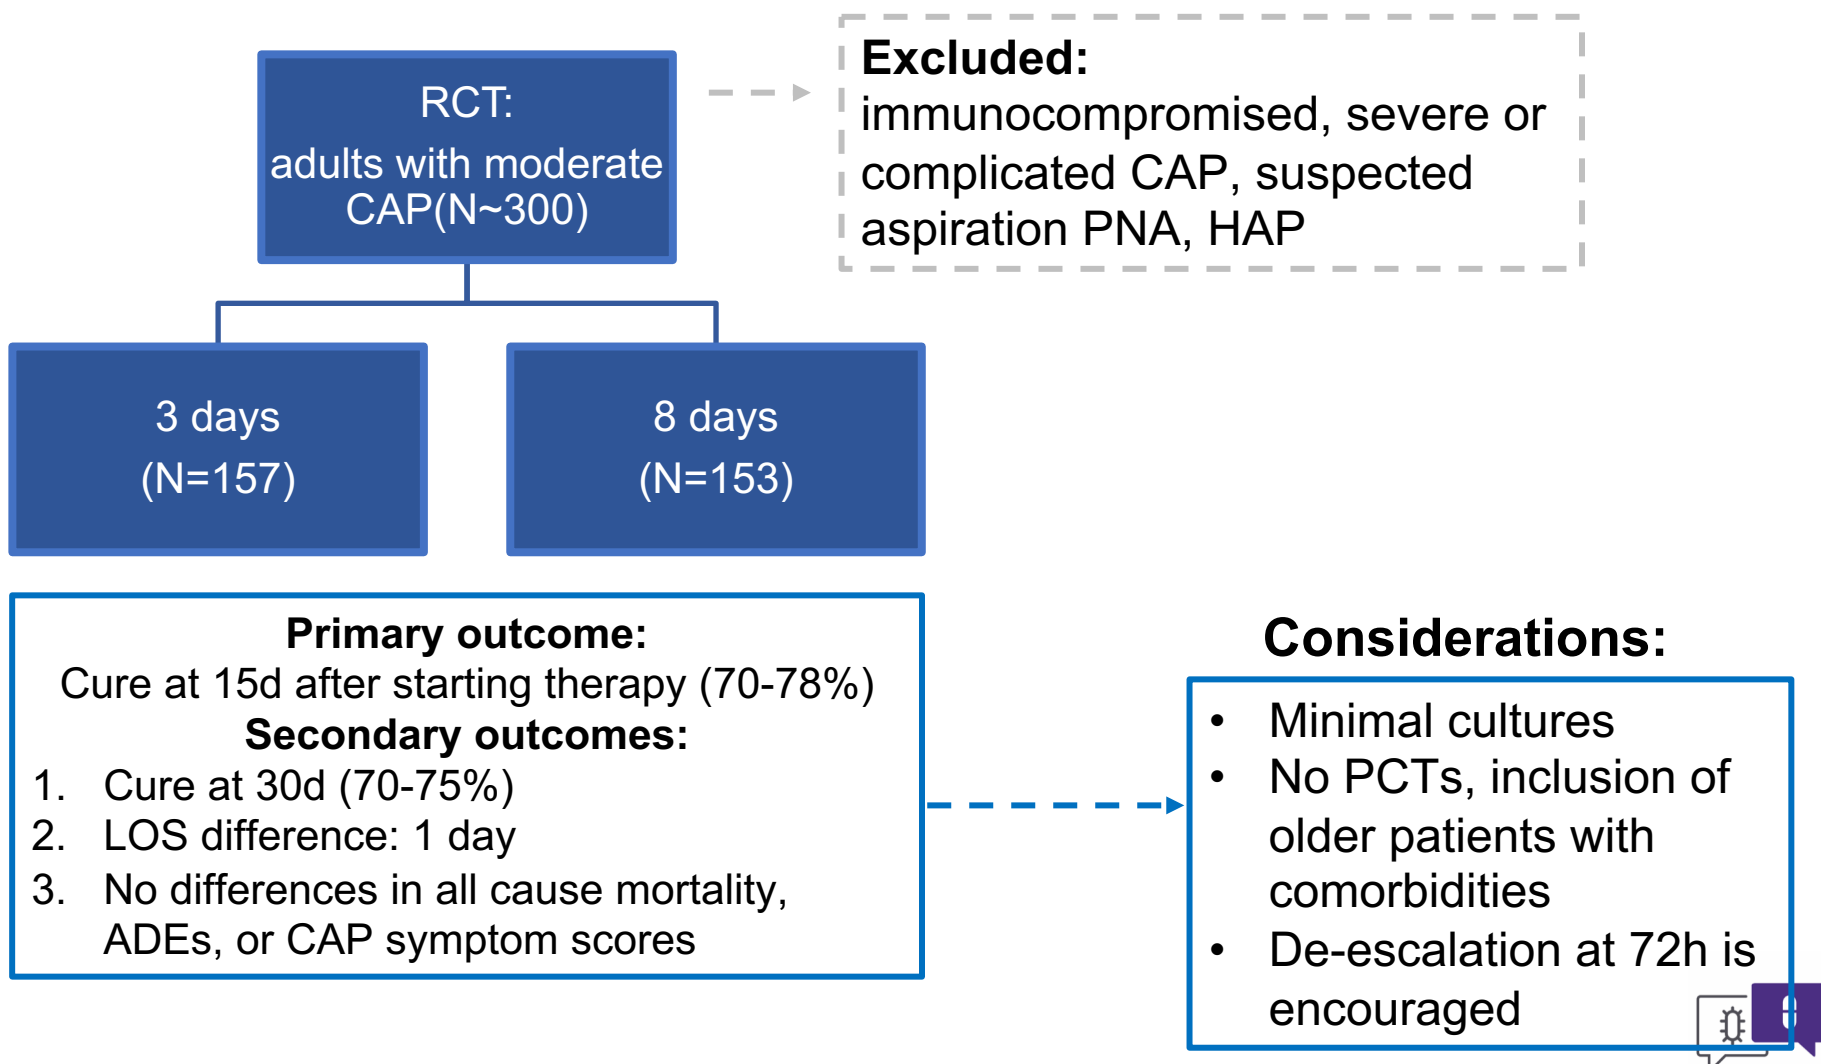 RCT:
adults with moderate
CAP(N~300)
Excluded:
immunocompromised, severe or
complicated CAP, suspected
aspiration PNA, HAP
3 days
(N=157)
8 days
(N=153)
Primary outcome:
Cure at 15d after starting therapy (70-78%)
Secondary outcomes:
1. Cure at 30d (70-75%)
2. LOS difference: 1 day
3. No differences in all cause mortality,
ADEs, or CAP symptom scores
Considerations:
• Minimal cultures
• No PCTs, inclusion of
older patients with
comorbidities
• De-escalation at 72h is
encouraged